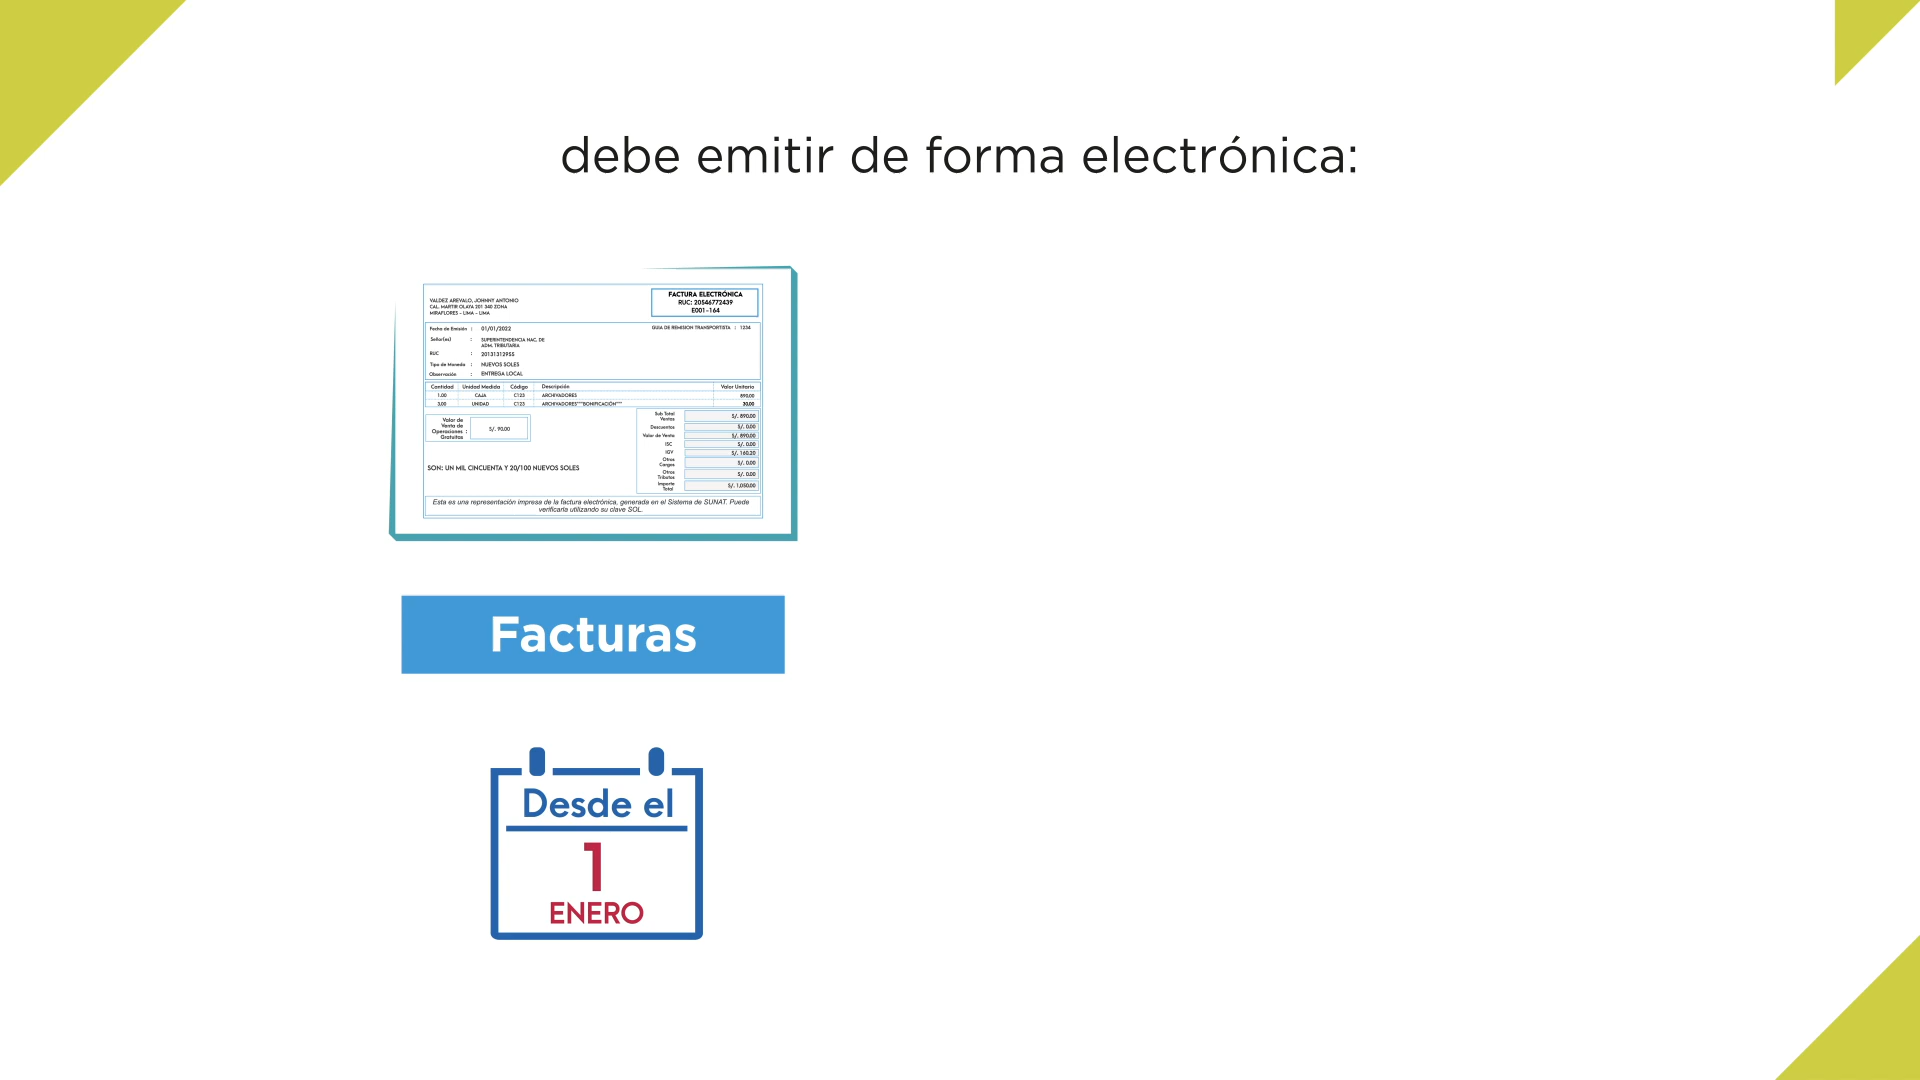 debe emitir de forma electrónica:
VALDEZ AREVALO, JOHNNY ANTONIO
CAL. MARTIR OLAYA 201 340 ZONA
MIRAFLORES - LIMA - LIMA
FACTURA ELECTRÓNICA
RUC: 20546772439
E001-164
Fecha de Emisión : 01/01/2022
GUIA DE REMISION TRANSPORTISTA : 1234
Señor(es) : SUPERINTENDENCIA NAC. DE
ADM. TRIBUTARIA
RUC : 20131312955
Tipo de Moneda : NUEVOS SOLES
Observación : ENTREGA LOCAL
Cantidad Unidad Medida Código Descripción Valor Unitario
1.00 CAJA C123 ARCHIVADORES 890.00
3.00 UNIDAD C123 ARCHIVADORES***BONIFICACIÓN*** 30.00
Valor de
Venta de
Operaciones :
Gratuitas
S/. 90.00
Sub Total
Ventas
S/. 890.00
Descuentos S/. 0.00
Valor de Venta S/. 890.00
ISC S/. 0.00
IGV S/. 160.20
Otros
Cargos
S/. 0.00
Otros
Tributos
S/. 0.00
Importe
Total
S/. 1,050.00
SON: UN MIL CINCUENTA Y 20/100 NUEVOS SOLES
Esta es una representación impresa de la factura electrónica, generada en el Sistema de SUNAT. Puede
verificarla utilizando su clave SOL.
Facturas
Desde el
1
ENERO